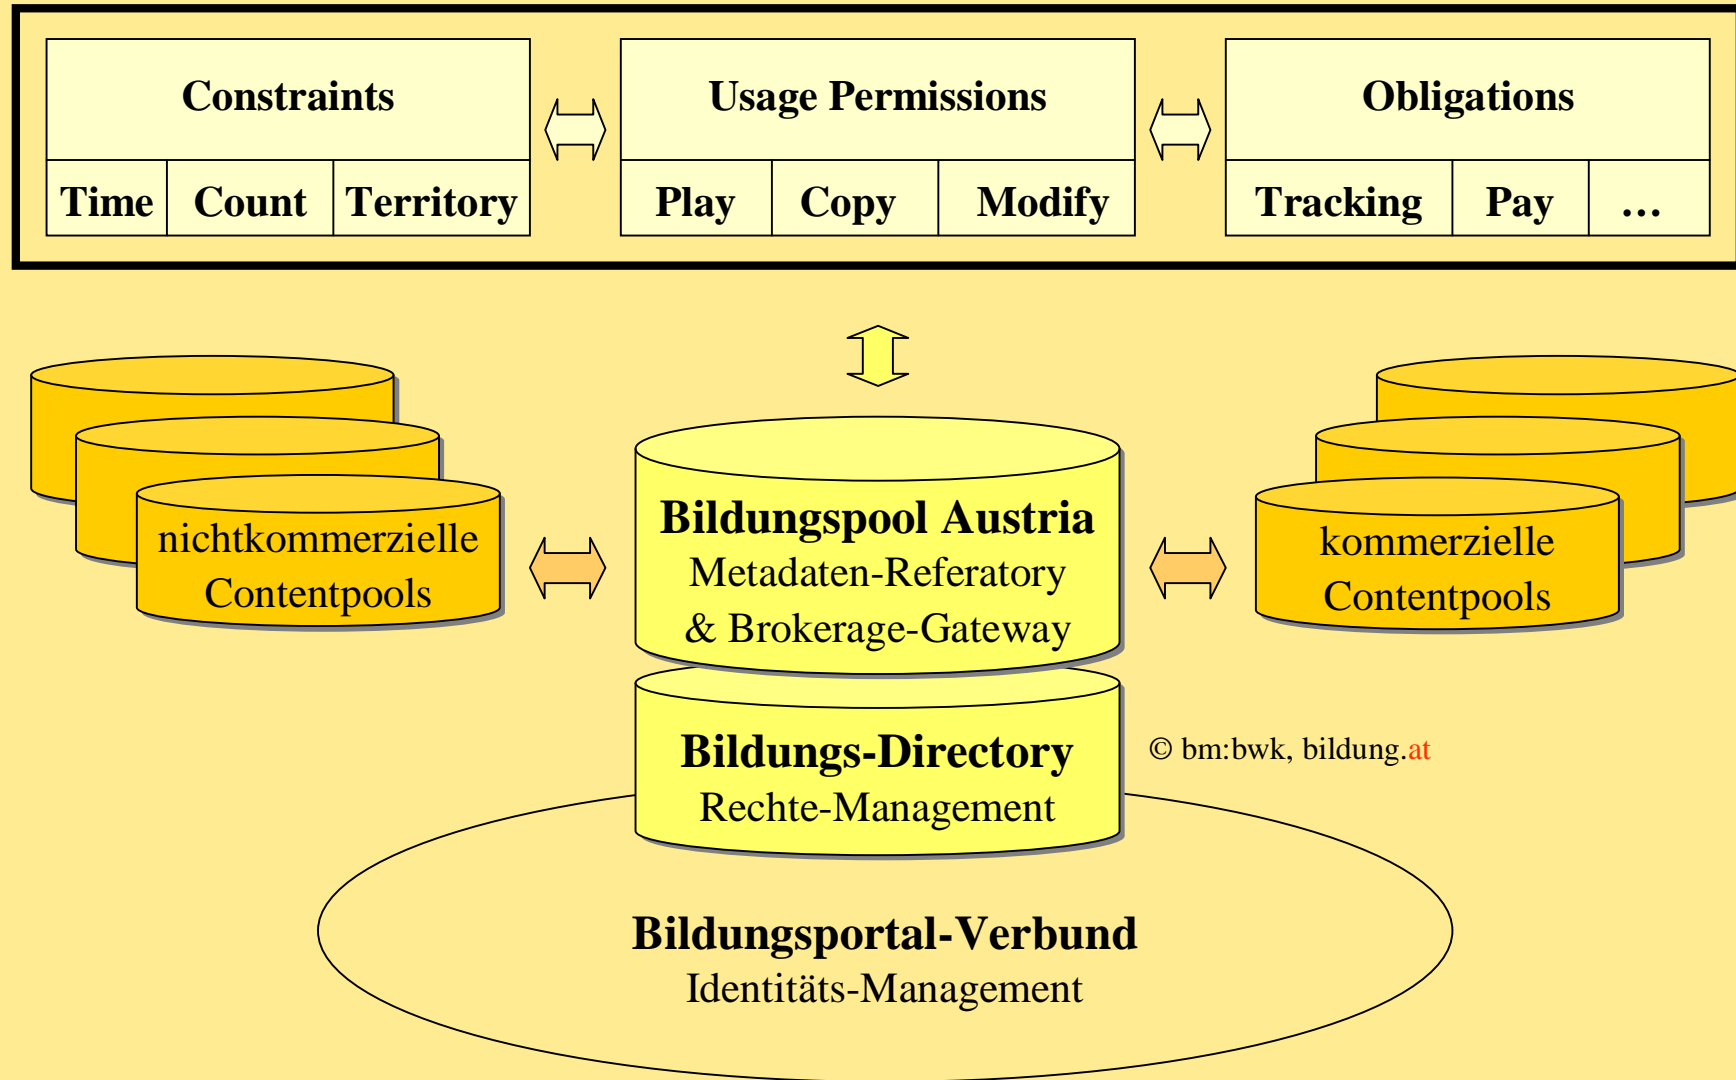 Constraints
Usage Permissions
Obligations
Time Count Territory
Play Copy Modify
Tracking Pay …
nichtkommerzielle
Contentpools
Bildungspool Austria
Metadaten-Referatory
& Brokerage-Gateway
kommerzielle
Contentpools
Bildungs-Directory
Rechte-Management
© bm:bwk, bildung.at
Bildungsportal-Verbund
Identitäts-Management